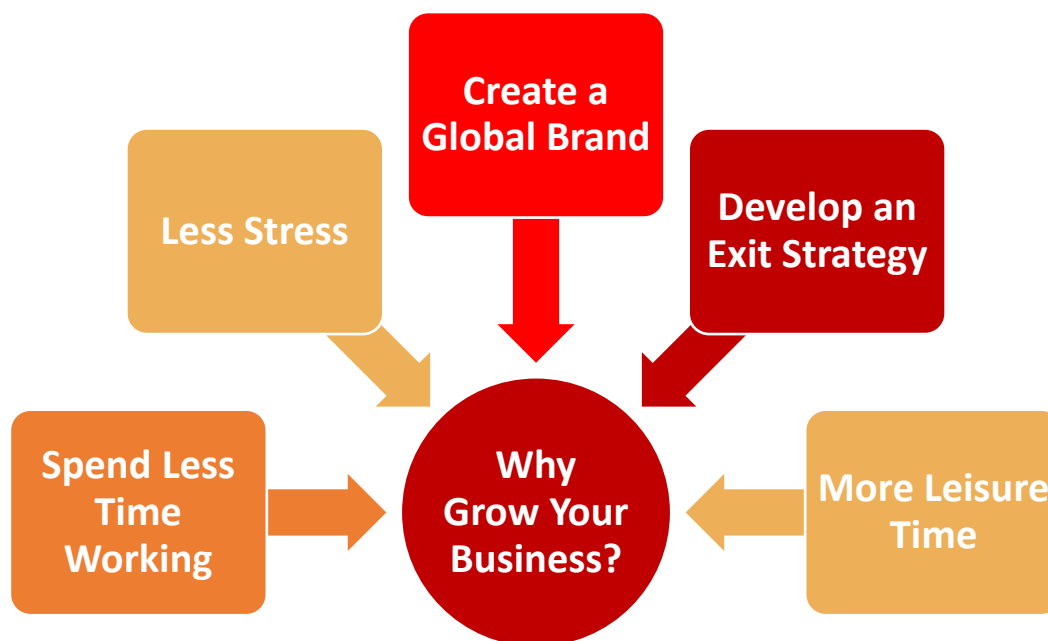 Create a
Global Brand
Less Stress
Develop an
Exit Strategy
Spend Less
Time
Working
Why
Grow Your
Business?
More Leisure
Time